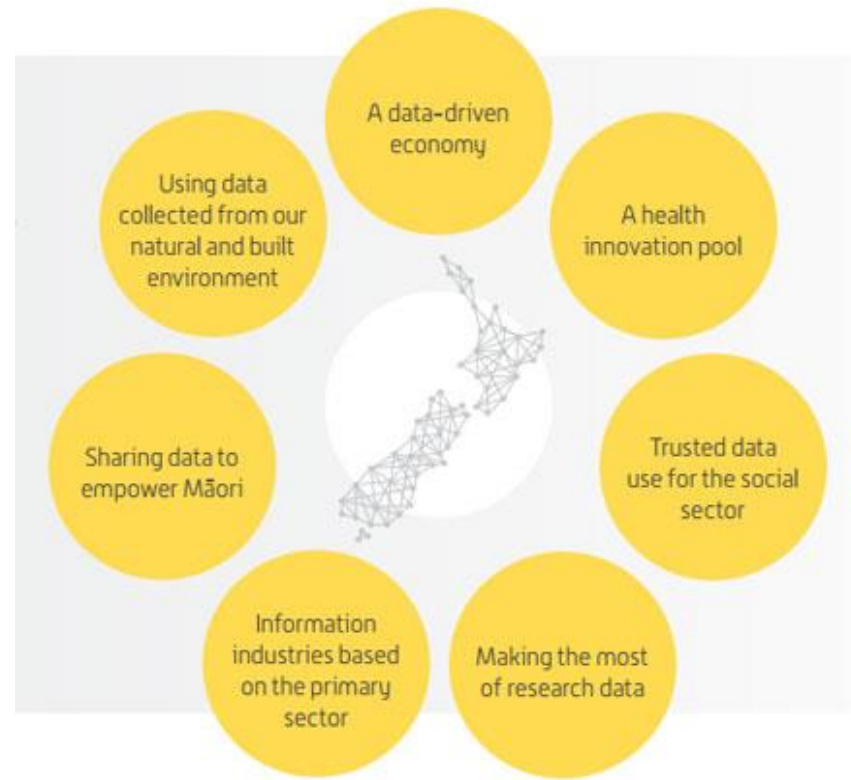 A data-driven
economy
A health
innovation pool
Trusted data
use for the social
sector
Making the most
of research data
Information
industries based
on the primary
sector
Sharing data to
empower Māori
Using data
collected from our
natural and built
environment